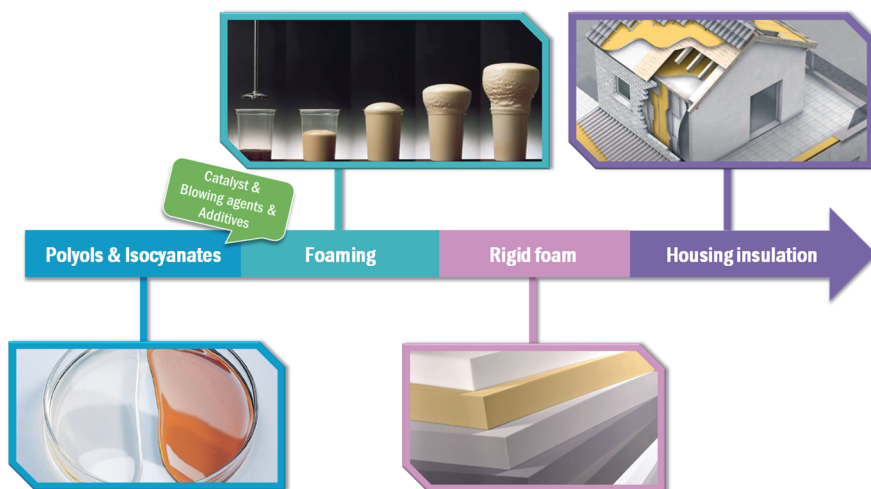 Catalyst &
Blowing agents &
Additives
Polyols & Isocyanates
Foaming
Rigid foam
Housing insulation